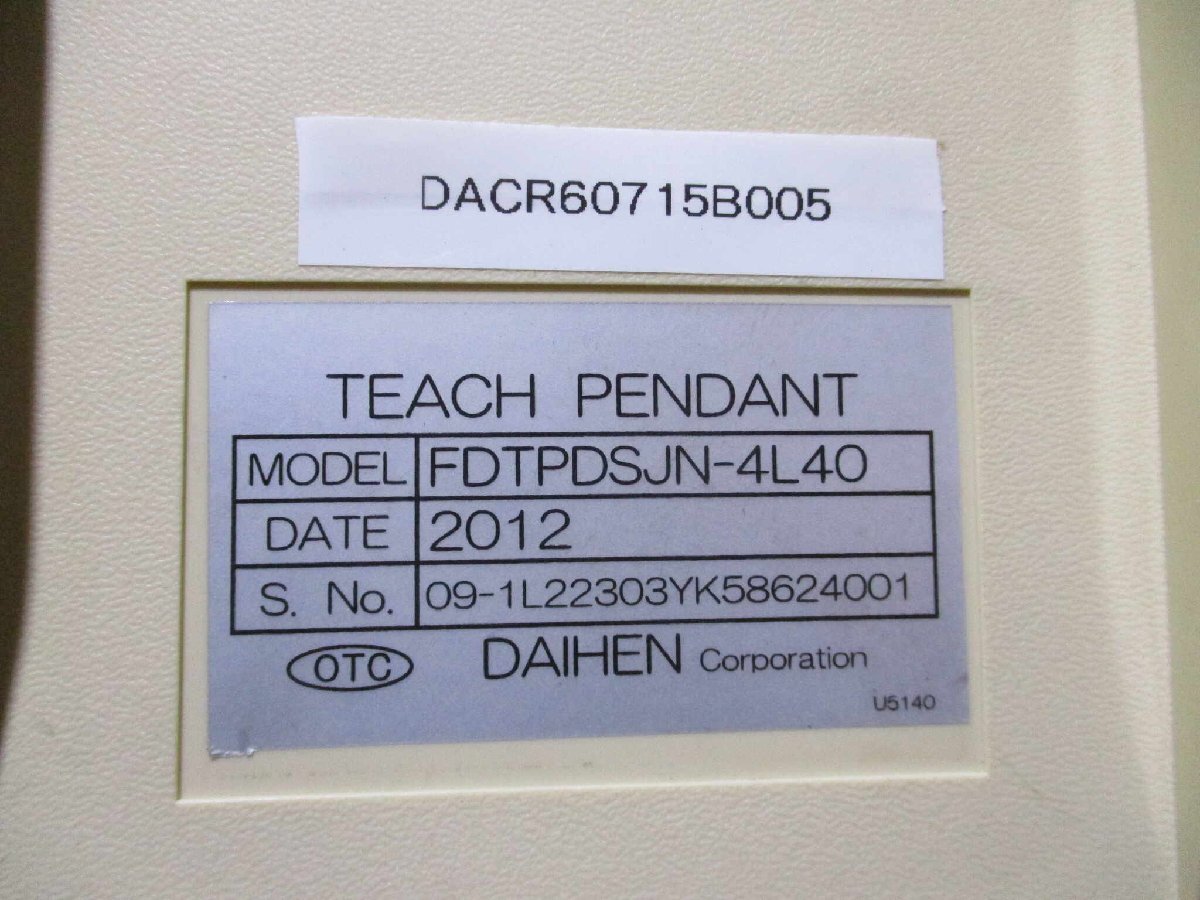 DACR60715B005
TEACH PENDANT
MODEL FDTPDSJN-4L40
DATE 2012
S. No. 09-1L22303YK58624001
OTC DAIHEN Corporation
U5140